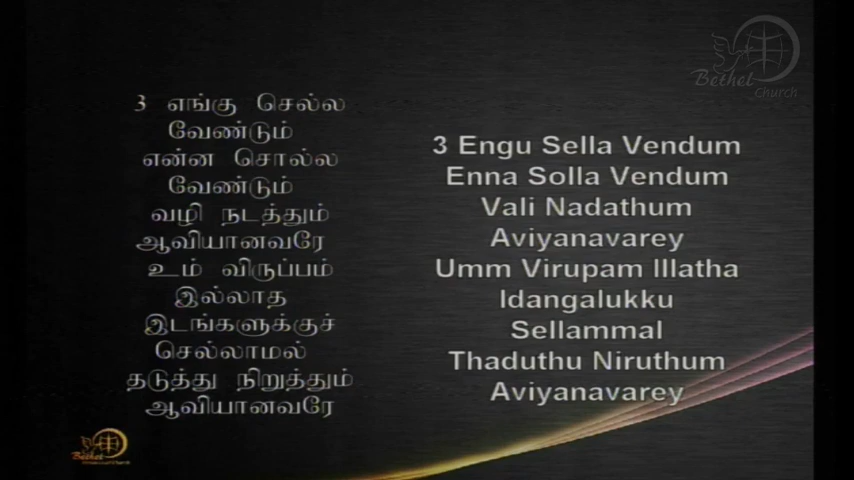 Bethel
Church
3 எங்கு செல்ல
வேண்டும்
என்ன சொல்ல
வேண்டும்
வழி நடத்தும்
ஆவியானவரே
உம் விருப்பம்
இல்லாத
இடங்களுக்குச்
செல்லாமல்
தடுத்து நிறுத்தும்
ஆவியானவரே
3 Engu Sella Vendum
Enna Solla Vendum
Vali Nadathum
Aviyanavarey
Umm Virupam Illatha
Idangalukku
Sellammal
Thaduthu Niruthum
Aviyanavarey
Bethel